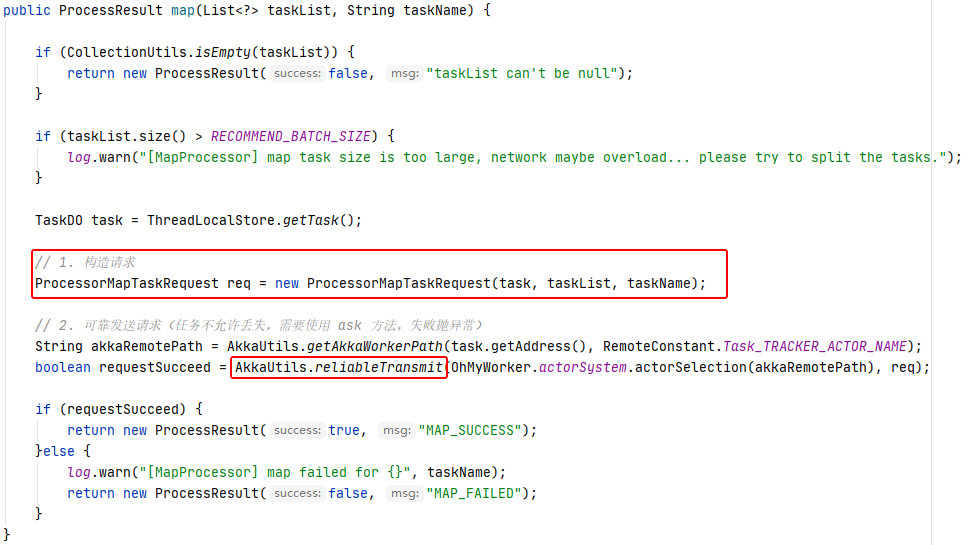 public ProcessResult map(List<?> taskList, String taskName) {
if (CollectionUtils.isEmpty(taskList)) {
return new ProcessResult( success: false, msg: "taskList can't be null");
}
if (taskList.size() > RECOMMEND_BATCH_SIZE) {
log.warn("[MapProcessor] map task size is too large, network maybe overload... please try to split the tasks.");
}
TaskDO task = ThreadLocalStore.getTask();
// 1. 构造请求
ProcessorMapTaskRequest req = new ProcessorMapTaskRequest(task, taskList, taskName);
// 2. 可靠发送请求（任务不允许丢失，需要使用 ask 方法，失败抛异常）
String akkaRemotePath = AkkaUtils.getAkkaWorkerPath(task.getAddress(), RemoteConstant.Task_TRACKER_ACTOR_NAME);
boolean requestSucceed = AkkaUtils.reliableTransmit(OhMyWorker.actorSystem.actorSelection(akkaRemotePath), req);
if (requestSucceed) {
return new ProcessResult( success: true, msg: "MAP_SUCCESS");
}else {
log.warn("[MapProcessor] map failed for {}", taskName);
return new ProcessResult( success: false, msg: "MAP_FAILED");
}
}